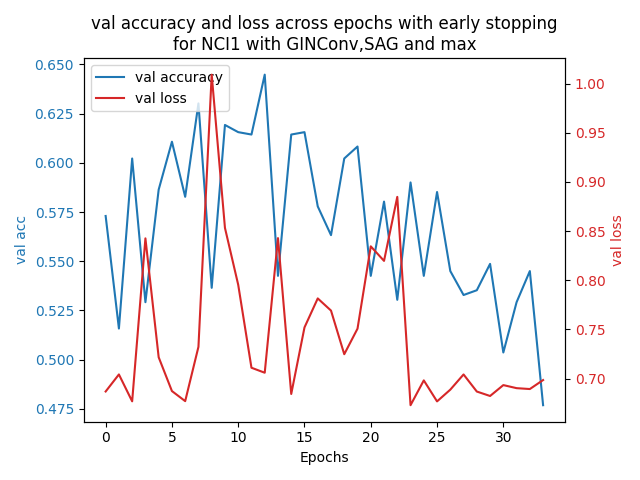 val accuracy and loss across epochs with early stopping
for NCI1 with GINConv,SAG and max
val accuracy
val loss
0.650
0.625
0.600
0.575
0.550
0.525
0.500
0.475
val acc
1.00
0.95
0.90
0.85
0.80
0.75
0.70
val loss
0 5 10 15 20 25 30
Epochs